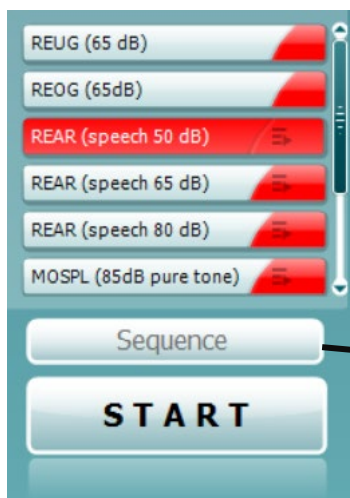 REUG (65 dB)
REOG (65dB)
REAR (speech 50 dB)
REAR (speech 65 dB)
REAR (speech 80 dB)
MOSPL (85dB pure tone)
Sequence
START